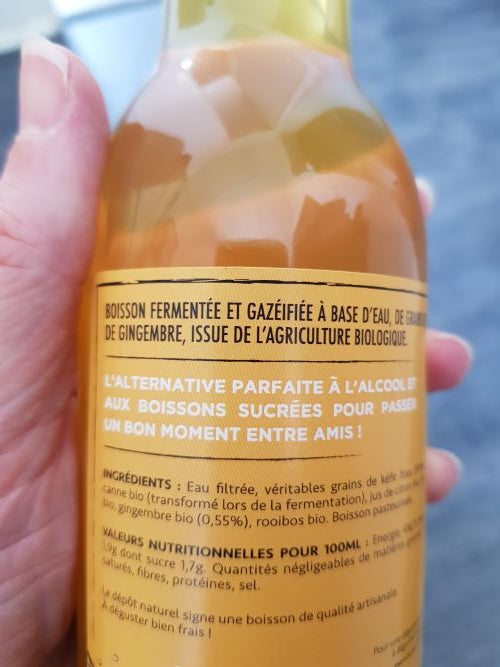 BOISSON FERMENTÉE ET GAZÉIFIÉE À BASE D'EAU, DE
DE GINGEMBRE, ISSUE DE L'AGRICULTURE BIOLOGIQUE.
L'ALTERNATIVE PARFAITE À L'ALCOOL ET
AUX BOISSONS SUCRÉES POUR PASSER
UN BON MOMENT ENTRE AMIS !
INGRÉDIENTS : Eau filtrée, véritables grains de kéfir
canne bio (transformé lors de la fermentation), jus de
bio, gingembre bio (0,55%), rooibos bio. Boisson
VALEURS NUTRITIONNELLES POUR 100ML :
1,9g dont sucre 1,7g. Quantités négligeables de matières
saturés, fibres, protéines, sel.
Le dépôt naturel signe une boisson de qualité artisanale.
À déguster bien frais !
Pour une